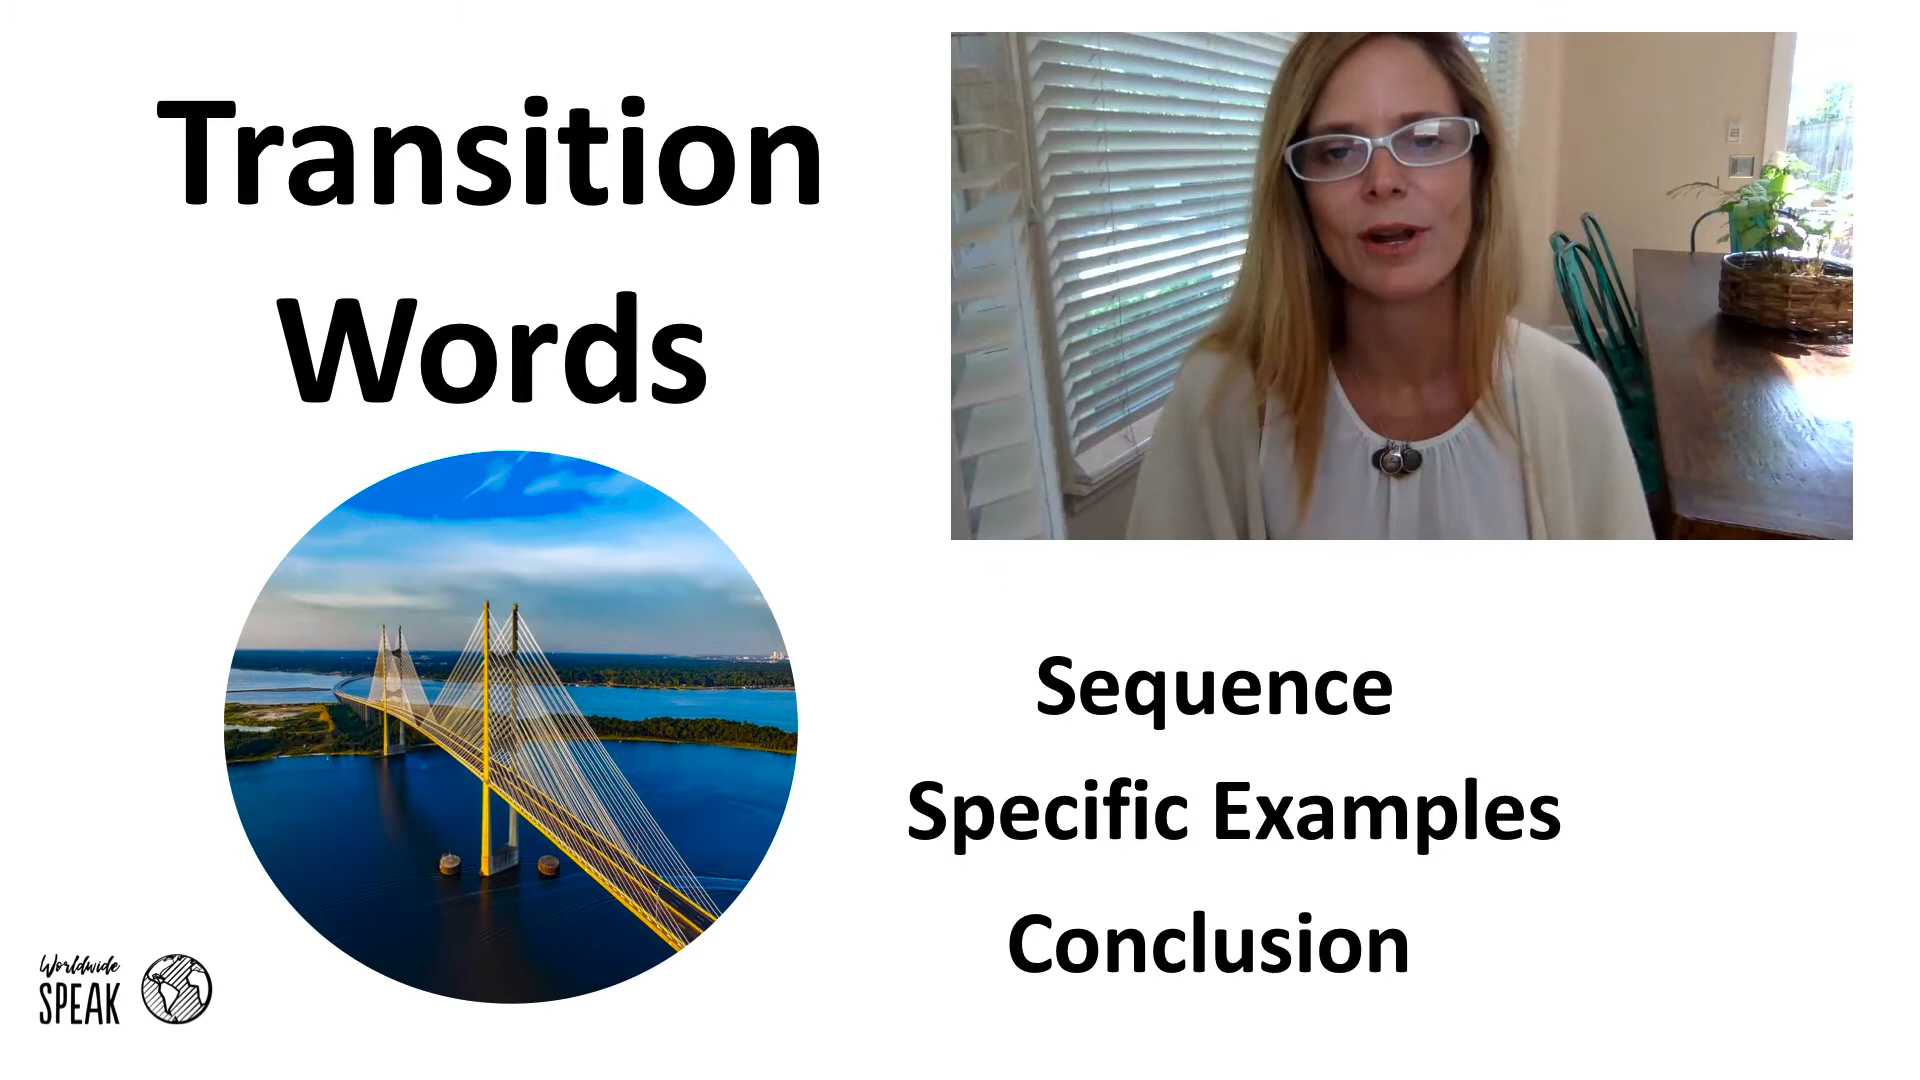 Transition
Words
Sequence
Specific Examples
Conclusion
Worldwide
SPEAK